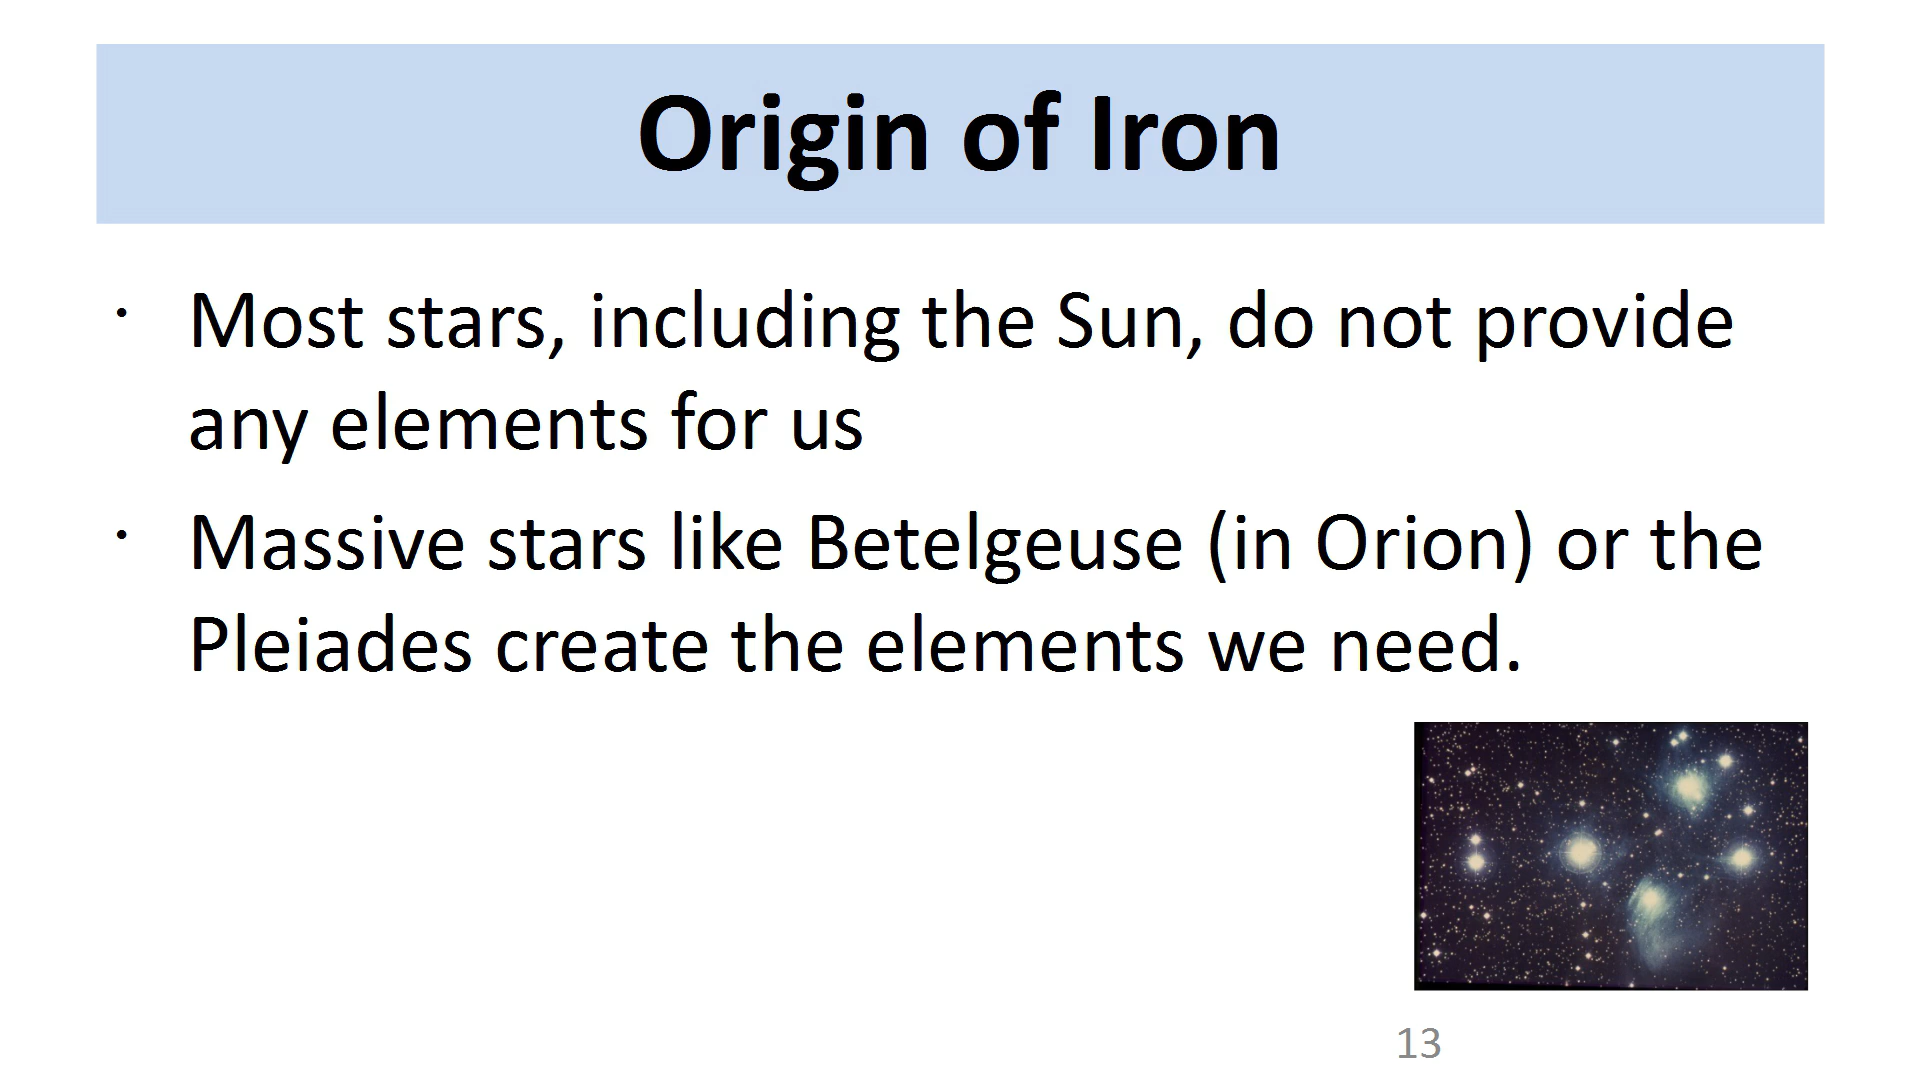 Origin of Iron
· Most stars, including the Sun, do not provide
any elements for us
· Massive stars like Betelgeuse (in Orion) or the
Pleiades create the elements we need.
13